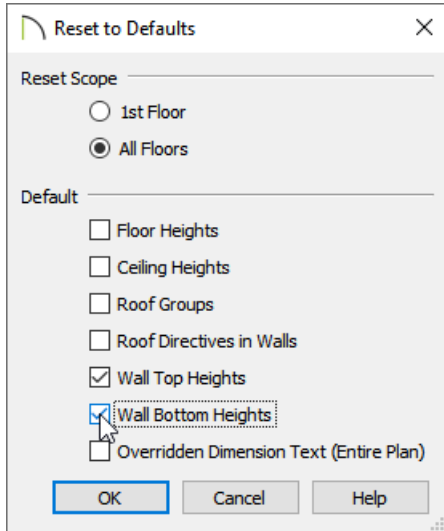 Reset to Defaults
Reset Scope
1st Floor
All Floors
Default
Floor Heights
Ceiling Heights
Roof Groups
Roof Directives in Walls
Wall Top Heights
Wall Bottom Heights
Overridden Dimension Text (Entire Plan)
OK Cancel Help